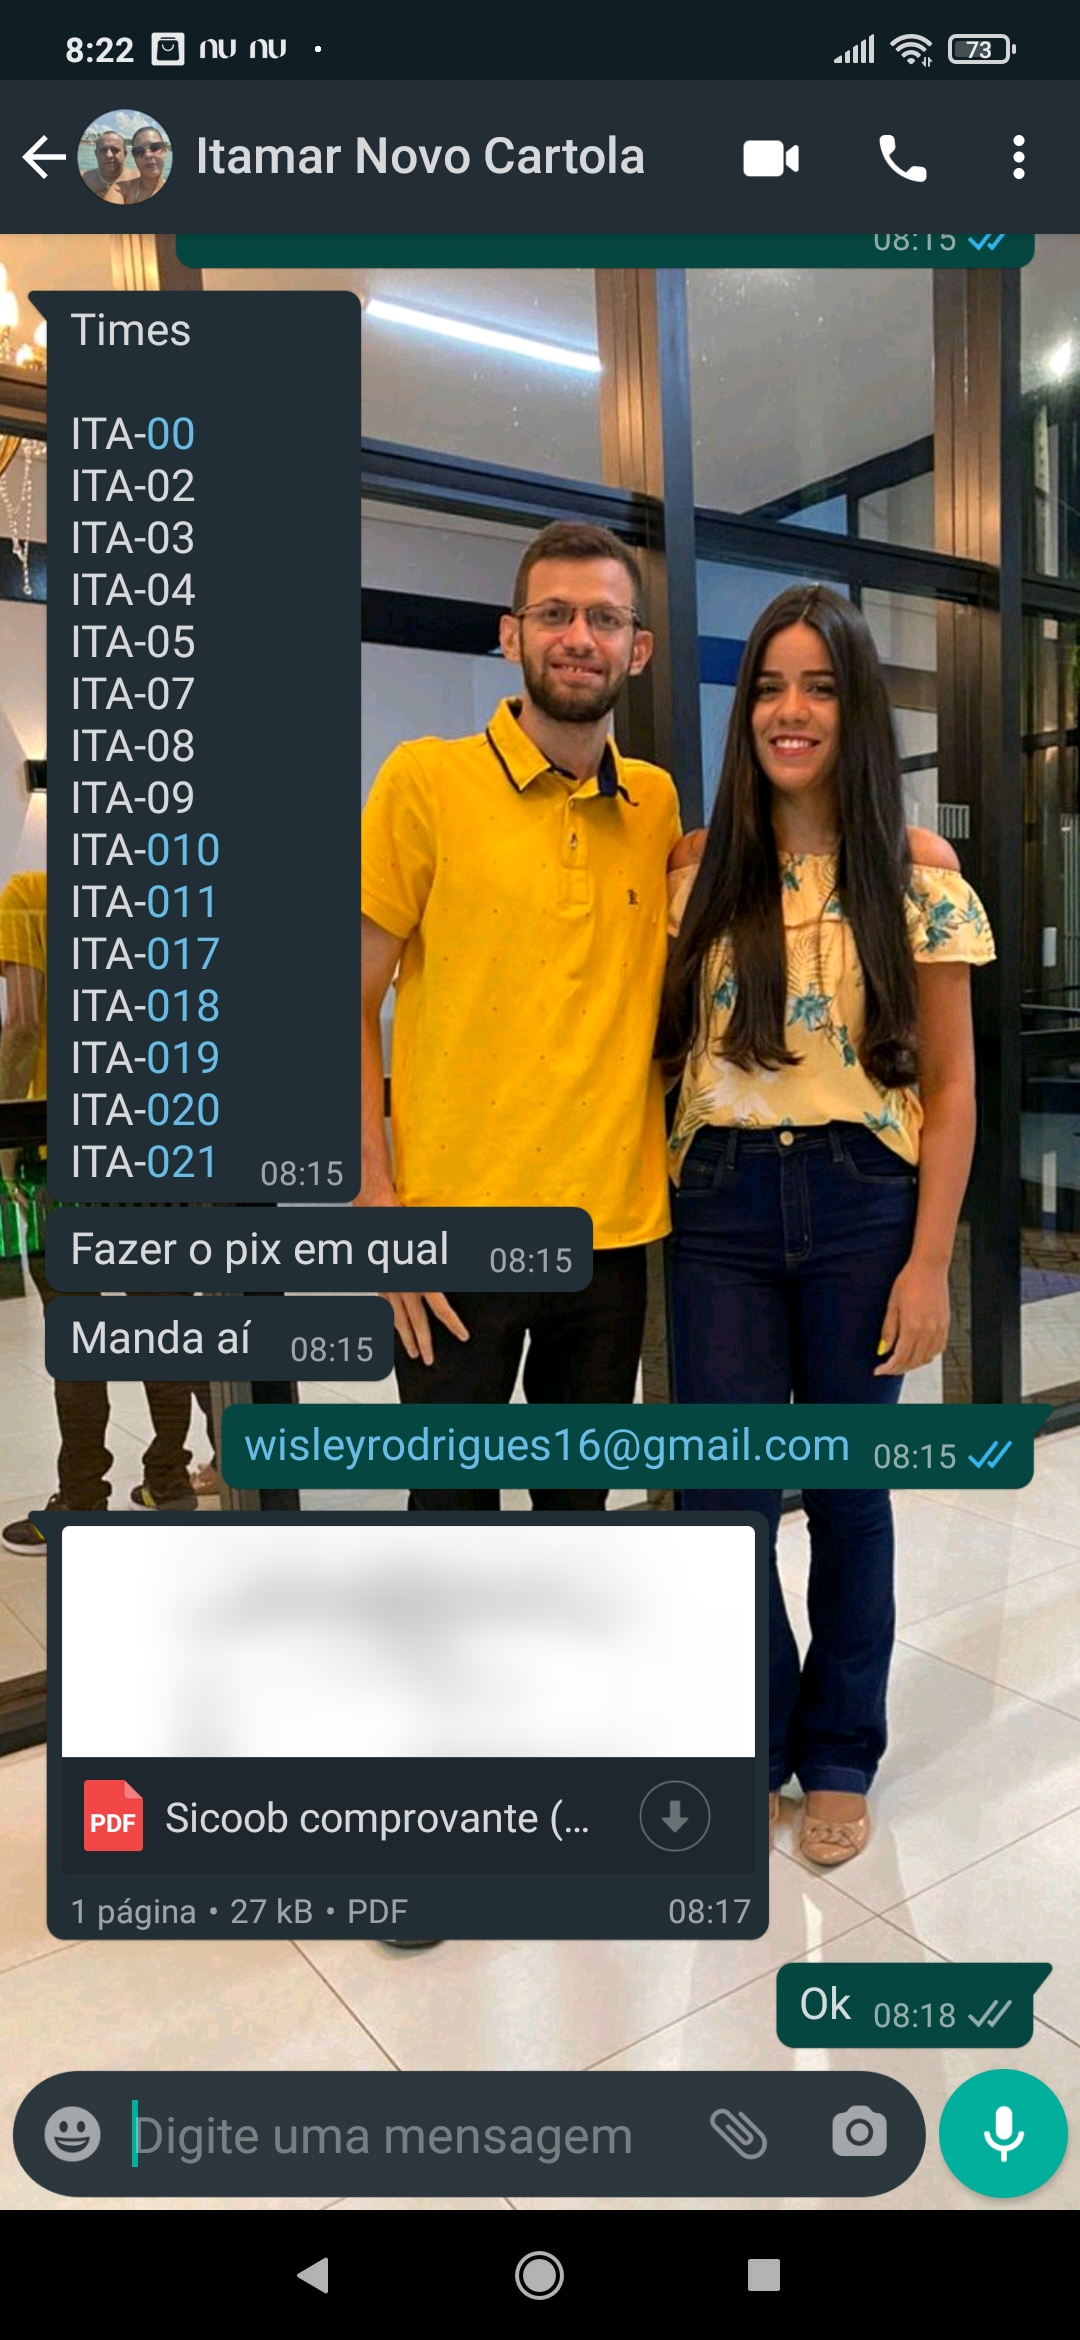 8:22 nu nu 73
Itamar Novo Cartola
08:15
Times
ITA-00
ITA-02
ITA-03
ITA-04
ITA-05
ITA-07
ITA-08
ITA-09
ITA-010
ITA-011
ITA-017
ITA-018
ITA-019
ITA-020
ITA-021 08:15
Fazer o pix em qual 08:15
Manda aí 08:15
wisleyrodrigues16@gmail.com 08:15
PDF Sicoob comprovante (...
1 página • 27 kB • PDF 08:17
Ok 08:18
Digite uma mensagem